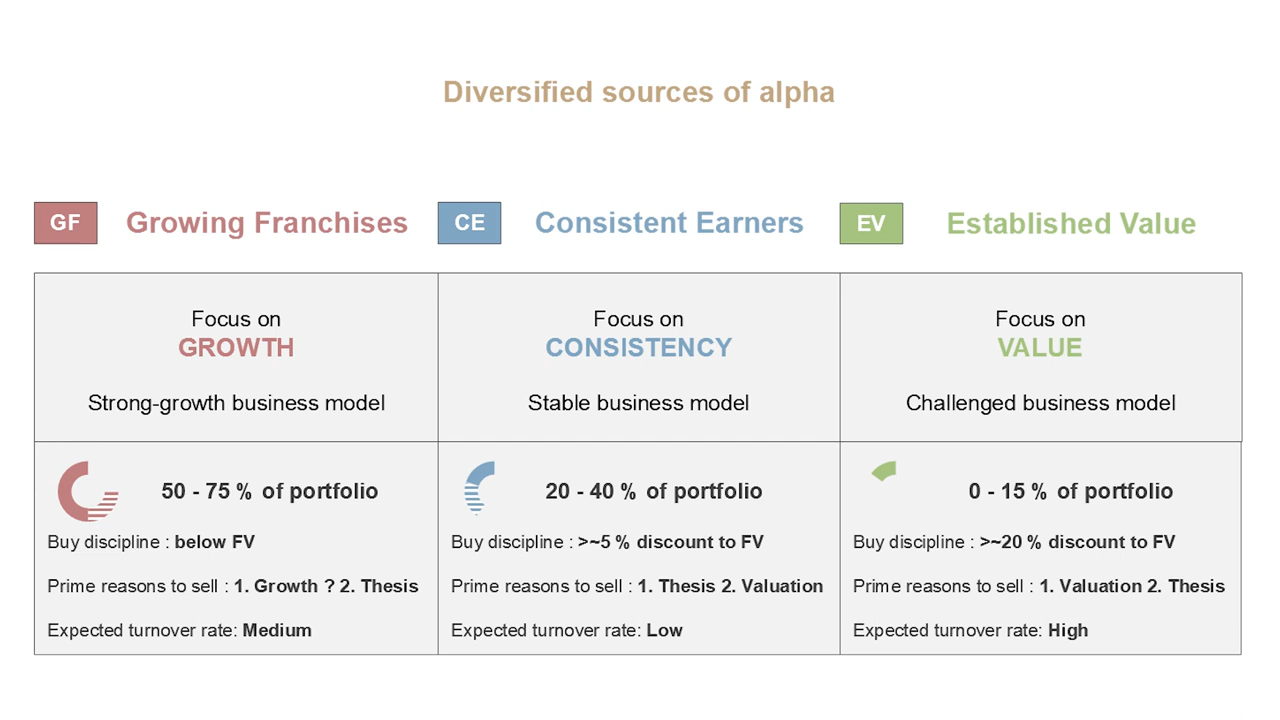 Diversified sources of alpha
GF Growing Franchises
CE Consistent Earners
EV Established Value
Focus on
GROWTH
Strong-growth business model
Focus on
CONSISTENCY
Stable business model
Focus on
VALUE
Challenged business model
50 - 75 % of portfolio
Buy discipline : below FV
Prime reasons to sell : 1. Growth ? 2. Thesis
Expected turnover rate: Medium
20 - 40 % of portfolio
Buy discipline : >~5 % discount to FV
Prime reasons to sell : 1. Thesis 2. Valuation
Expected turnover rate: Low
0 - 15 % of portfolio
Buy discipline : >~20 % discount to FV
Prime reasons to sell : 1. Valuation 2. Thesis
Expected turnover rate: High